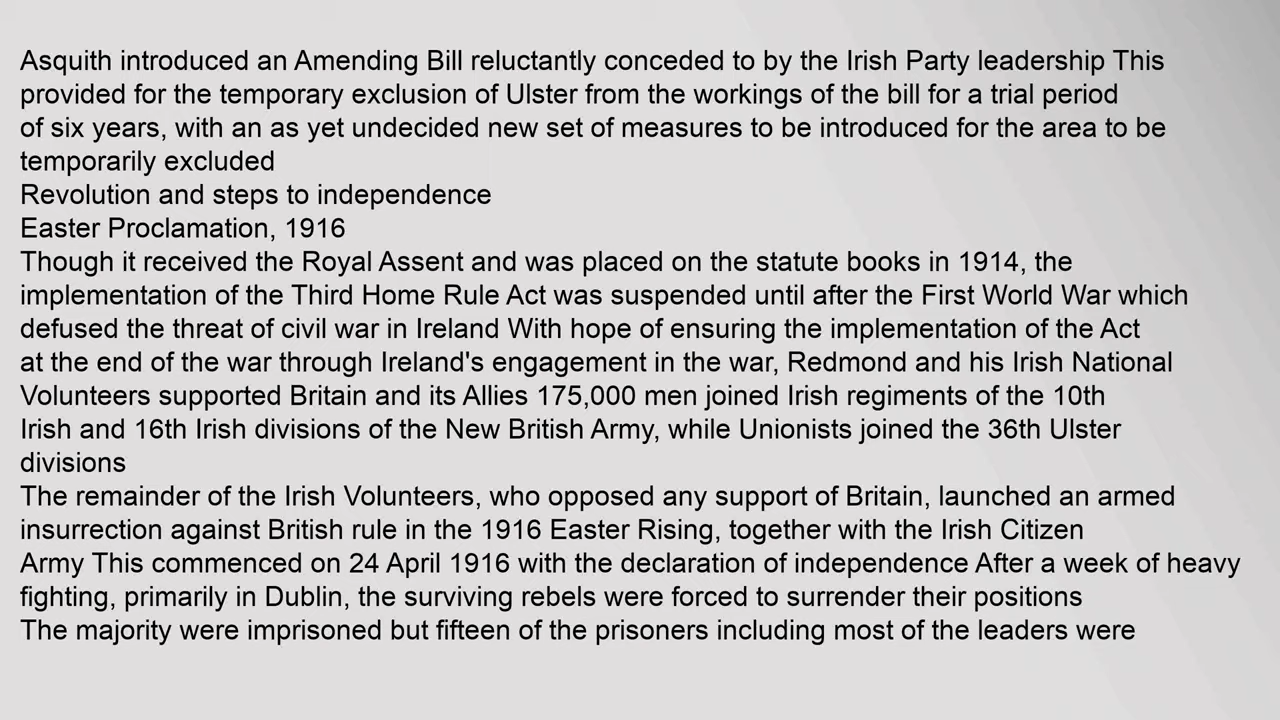 Asquith introduced an Amending Bill reluctantly conceded to by the Irish Party leadership This
provided for the temporary exclusion of Ulster from the workings of the bill for a trial period
of six years, with an as yet undecided new set of measures to be introduced for the area to be
temporarily excluded
Revolution and steps to independence
Easter Proclamation, 1916
Though it received the Royal Assent and was placed on the statute books in 1914, the
implementation of the Third Home Rule Act was suspended until after the First World War which
defused the threat of civil war in Ireland With hope of ensuring the implementation of the Act
at the end of the war through Ireland's engagement in the war, Redmond and his Irish National
Volunteers supported Britain and its Allies 175,000 men joined Irish regiments of the 10th
Irish and 16th Irish divisions of the New British Army, while Unionists joined the 36th Ulster
divisions
The remainder of the Irish Volunteers, who opposed any support of Britain, launched an armed
insurrection against British rule in the 1916 Easter Rising, together with the Irish Citizen
Army This commenced on 24 April 1916 with the declaration of independence After a week of heavy
fighting, primarily in Dublin, the surviving rebels were forced to surrender their positions
The majority were imprisoned but fifteen of the prisoners including most of the leaders were